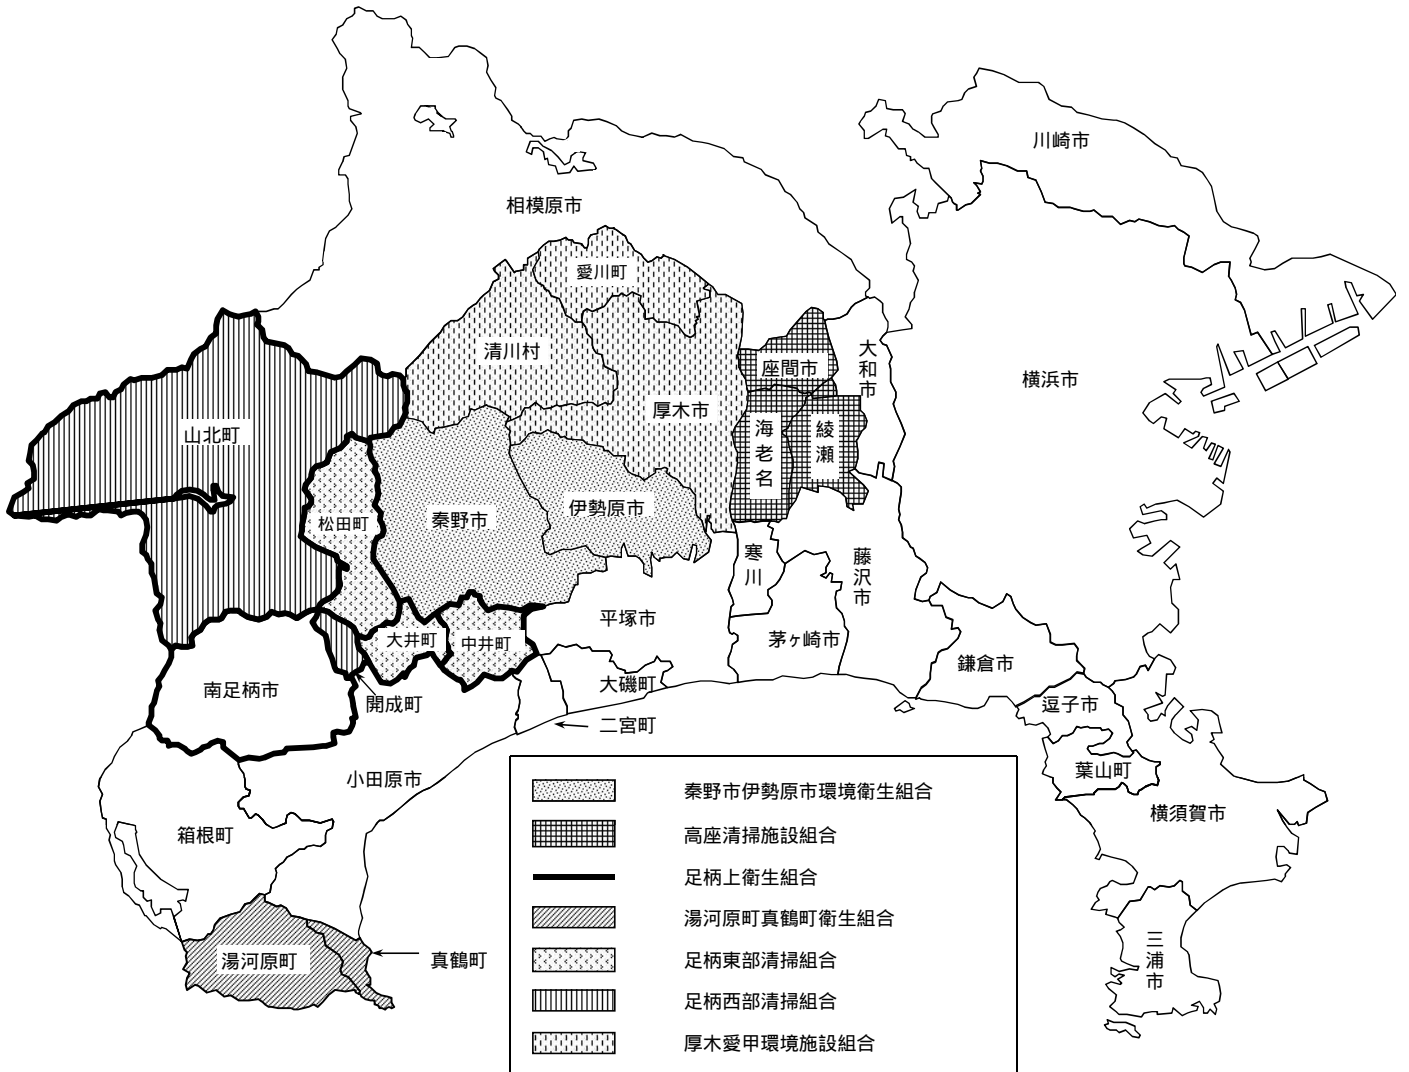 川崎市
相模原市
愛川町
清川村
座間市
大和市
横浜市
厚木市
山北町
海老名
綾瀬
伊勢原市
秦野市
松田町
寒川
藤沢市
平塚市
大井町
中井町
茅ヶ崎市
鎌倉市
南足柄市
開成町
大磯町
逗子市
二宮町
葉山町
小田原市
横須賀市
箱根町
湯河原町
真鶴町
三浦市
秦野市伊勢原市環境衛生組合
高座清掃施設組合
足柄上衛生組合
湯河原町真鶴町衛生組合
足柄東部清掃組合
足柄西部清掃組合
厚木愛甲環境施設組合